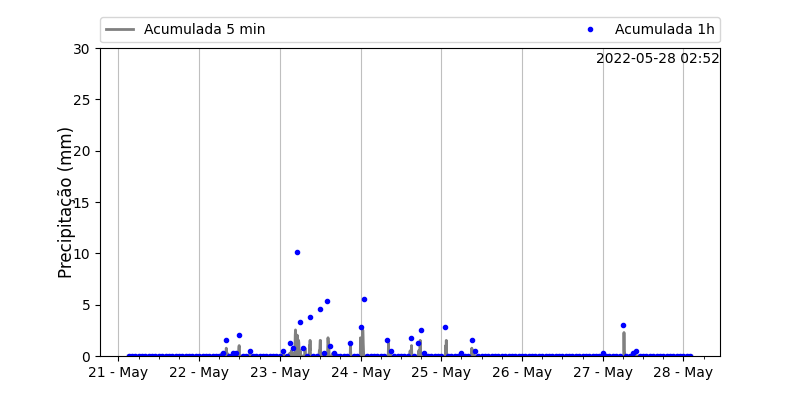 Acumulada 5 min
Acumulada 1h
2022-05-28 02:52
Precipitação (mm)
30
25
20
15
10
5
0
21 - May
22 - May
23 - May
24 - May
25 - May
26 - May
27 - May
28 - May